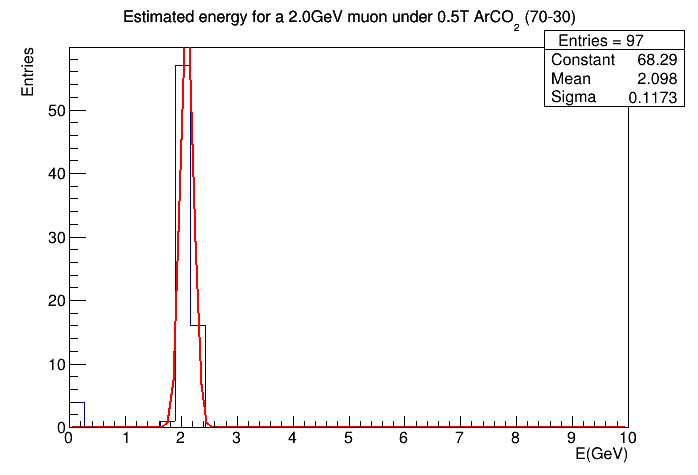 Estimated energy for a 2.0GeV muon under 0.5T ArCO2 (70-30)
Entries = 97
Constant 68.29
Mean 2.098
Sigma 0.1173
Entries
50
40
30
20
10
0
0 1 2 3 4 5 6 7 8 9 10
E(GeV)